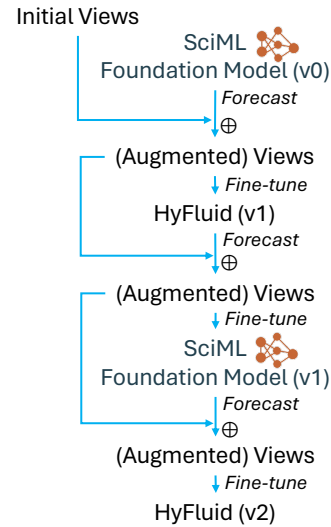 Initial Views
SciML
Foundation Model (v0)
Forecast
⊕
(Augmented) Views
Fine-tune
HyFluid (v1)
Forecast
⊕
(Augmented) Views
Fine-tune
SciML
Foundation Model (v1)
Forecast
⊕
(Augmented) Views
Fine-tune
HyFluid (v2)